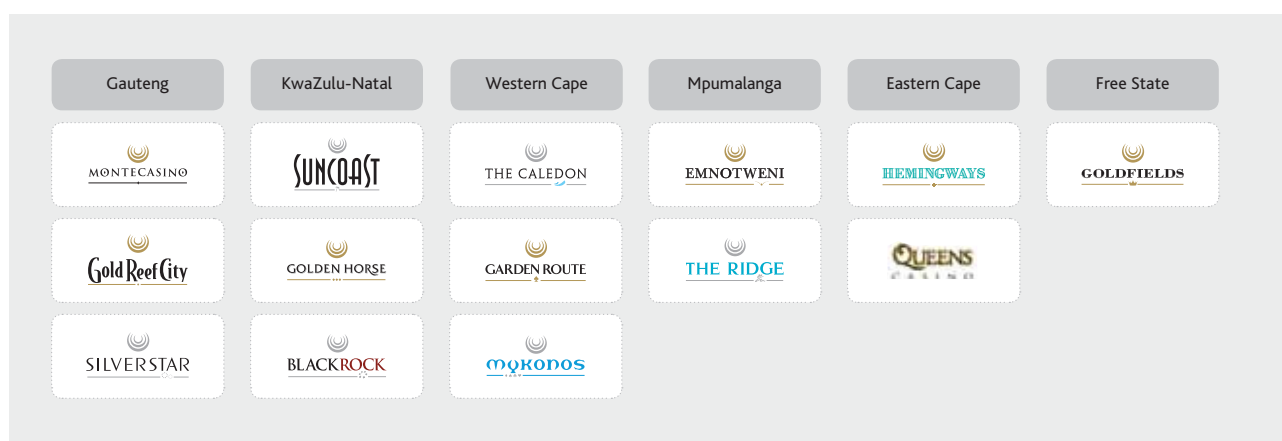 Gauteng
KwaZulu-Natal
Western Cape
Mpumalanga
Eastern Cape
Free State
MONTECASINO
SUNCOAST
THE CALEDON
EMNOTWENI
HEMINGWAYS
GOLDFIELDS
Gold Reef City
GOLDEN HORSE
GARDEN ROUTE
THE RIDGE
QUEENS
CASINO
SILVERSTAR
BLACKROCK
mykonos